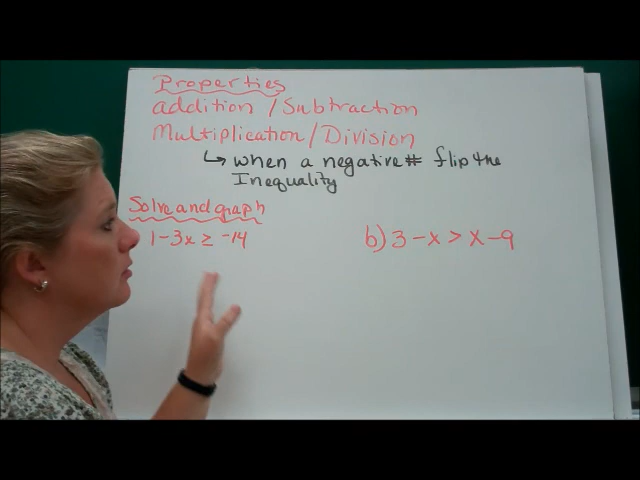 Properties
addition / Subtraction
Multiplication / Division
↳ when a negative # flip the
Inequality
Solve and graph
1 - 3x ≥ -14
b) 3 - x > x - 9